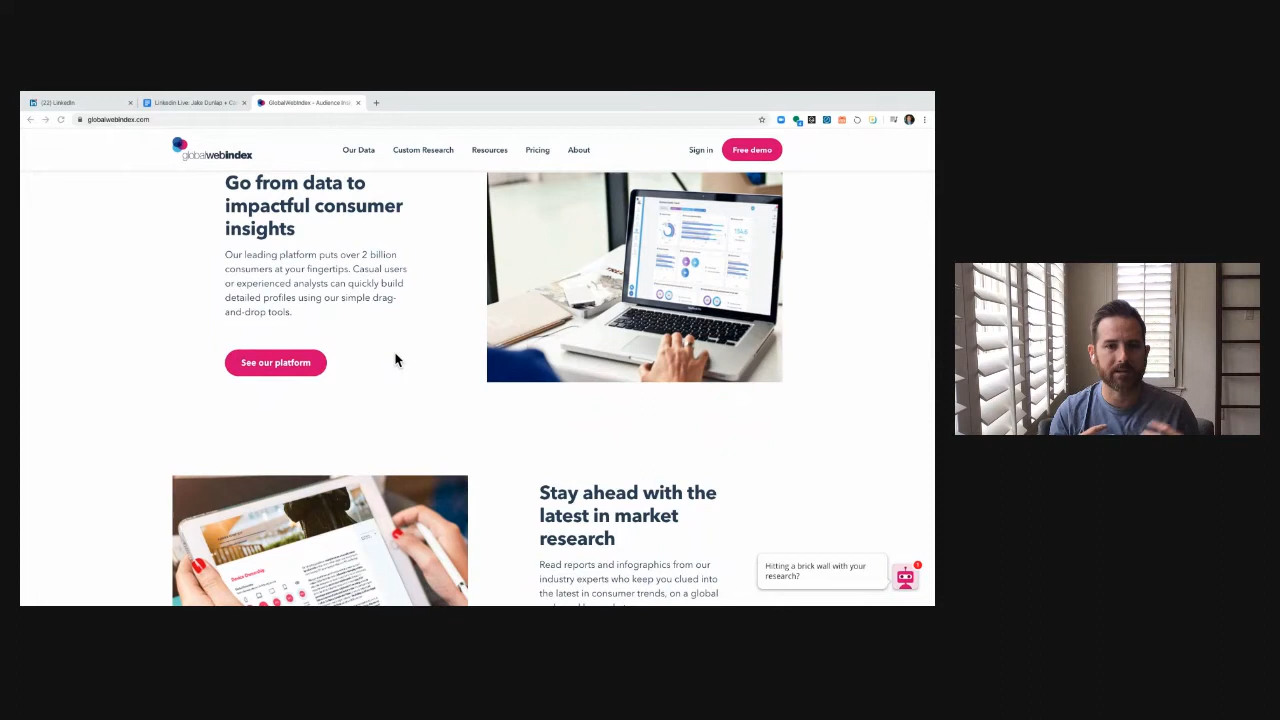 (22) LinkedIn
LinkedIn Live: Jake Dunlap + Co
GlobalWebIndex - Audience Insi
globalwebindex.com
globalwebindex
Our Data
Custom Research
Resources
Pricing
About
Sign in
Free demo
Go from data to
impactful consumer
insights
Our leading platform puts over 2 billion
consumers at your fingertips. Casual users
or experienced analysts can quickly build
detailed profiles using our simple drag-
and-drop tools.
See our platform
Stay ahead with the
latest in market
research
Read reports and infographics from our
industry experts who keep you clued into
the latest in consumer trends, on a global
Hitting a brick wall with your
research?
1